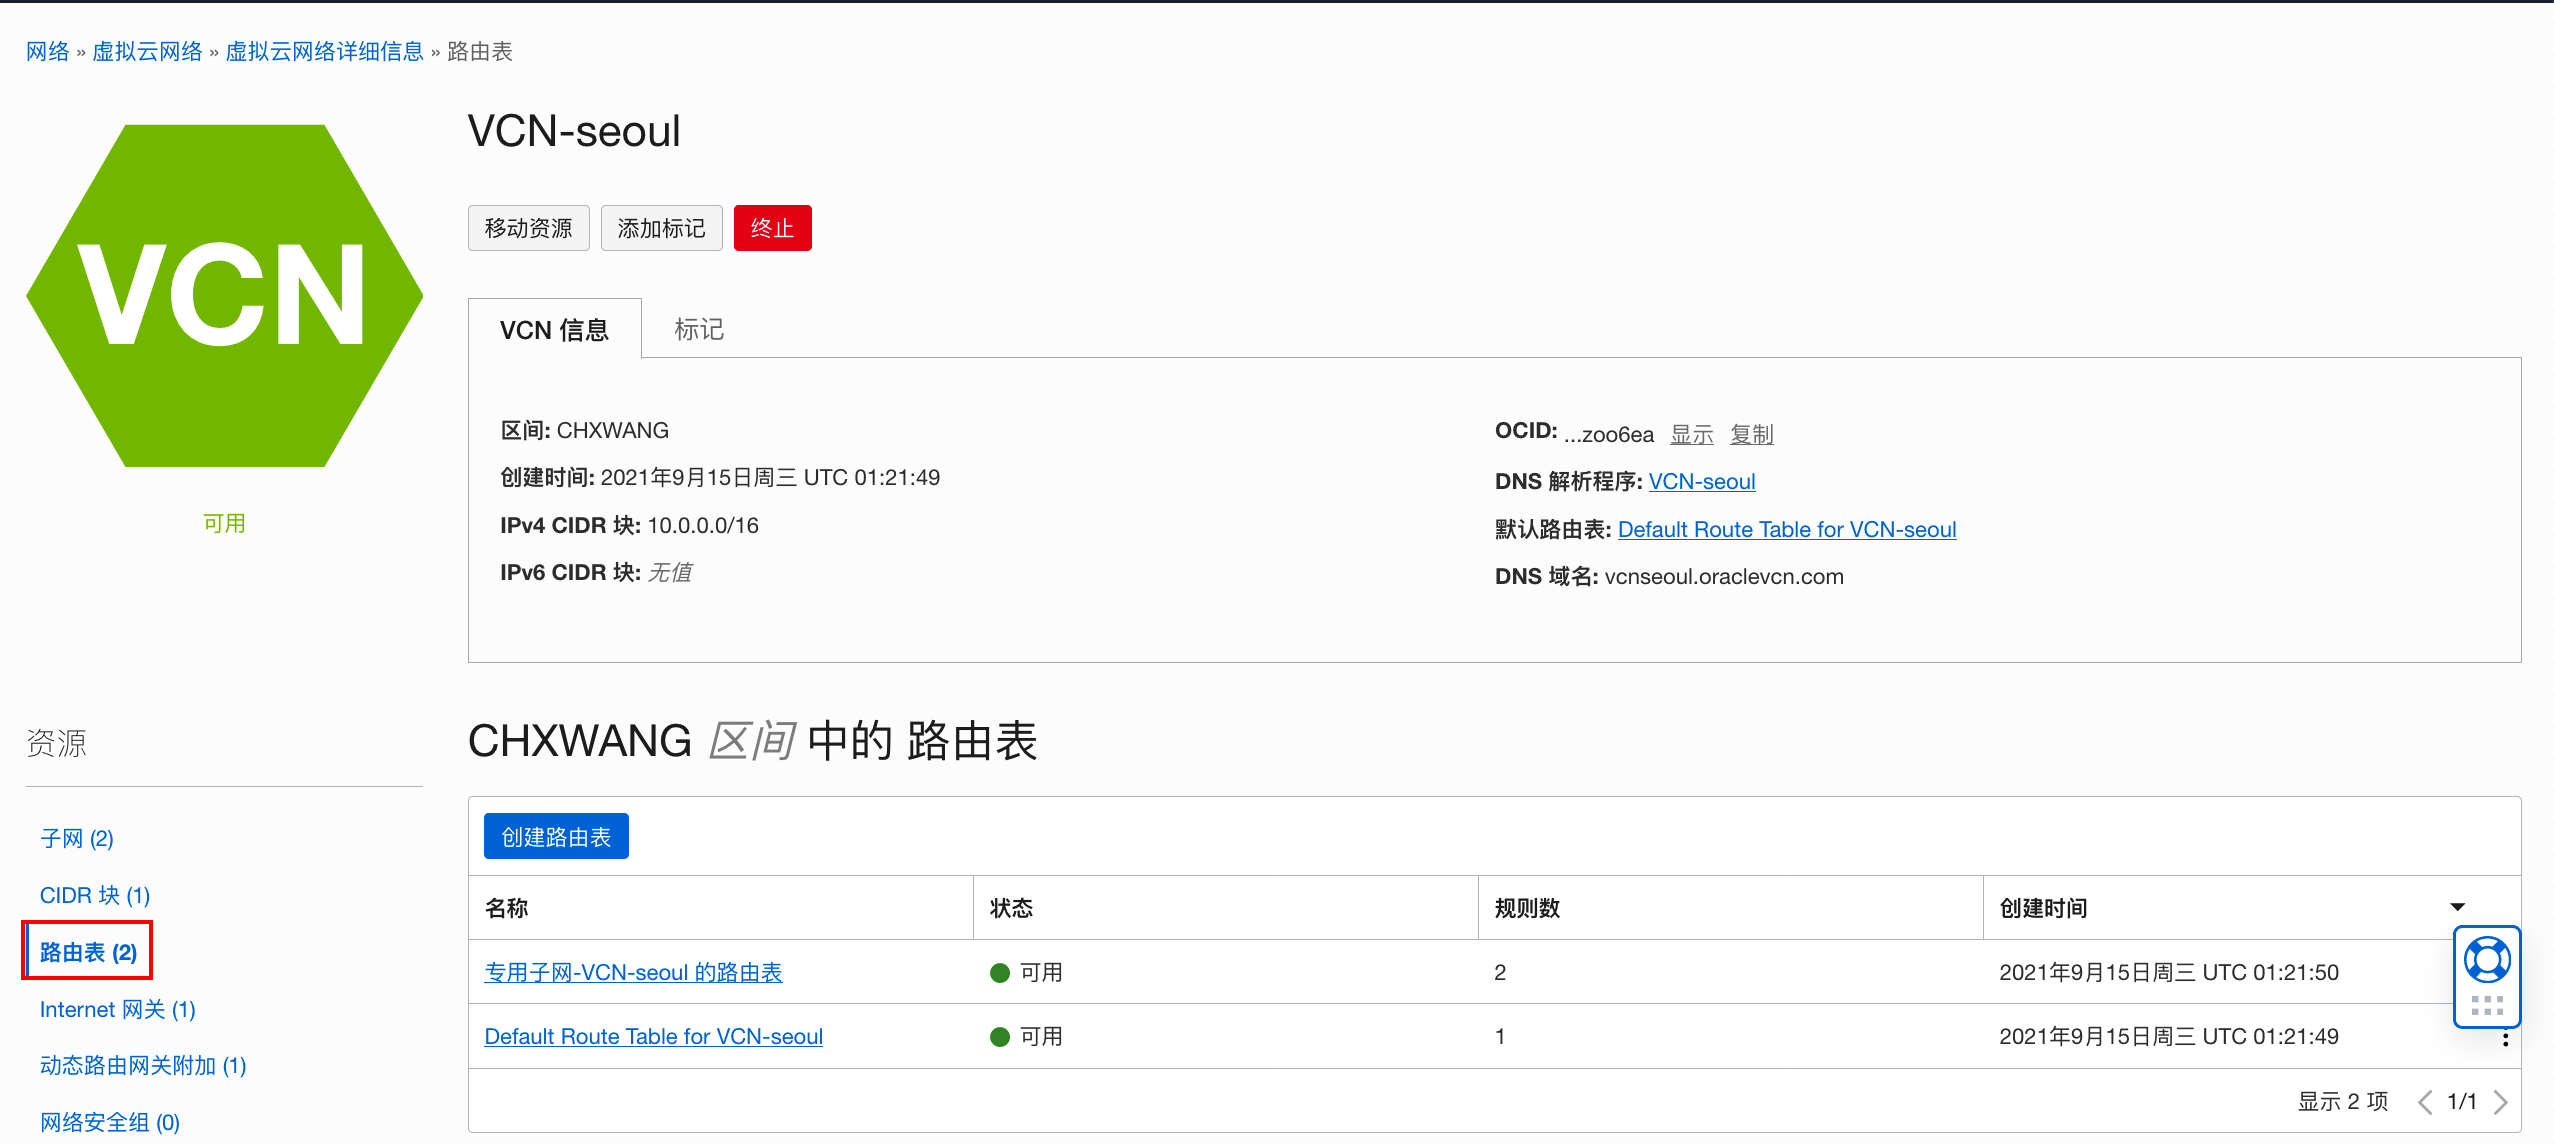 网络 » 虚拟云网络 » 虚拟云网络详细信息 » 路由表
VCN
可用
VCN-seoul
移动资源 添加标记 终止
VCN 信息 标记
区间: CHXWANG
创建时间: 2021年9月15日周三 UTC 01:21:49
IPv4 CIDR 块: 10.0.0.0/16
IPv6 CIDR 块: 无值
OCID: ...zoo6ea 显示 复制
DNS 解析程序: VCN-seoul
默认路由表: Default Route Table for VCN-seoul
DNS 域名: vcnseoul.oraclevcn.com
资源
子网 (2)
CIDR 块 (1)
路由表 (2)
Internet 网关 (1)
动态路由网关附加 (1)
网络安全组 (0)
CHXWANG 区间 中的 路由表
创建路由表
名称 状态 规则数 创建时间
专用子网-VCN-seoul 的路由表 可用 2 2021年9月15日周三 UTC 01:21:50
Default Route Table for VCN-seoul 可用 1 2021年9月15日周三 UTC 01:21:49
显示 2 项 1/1